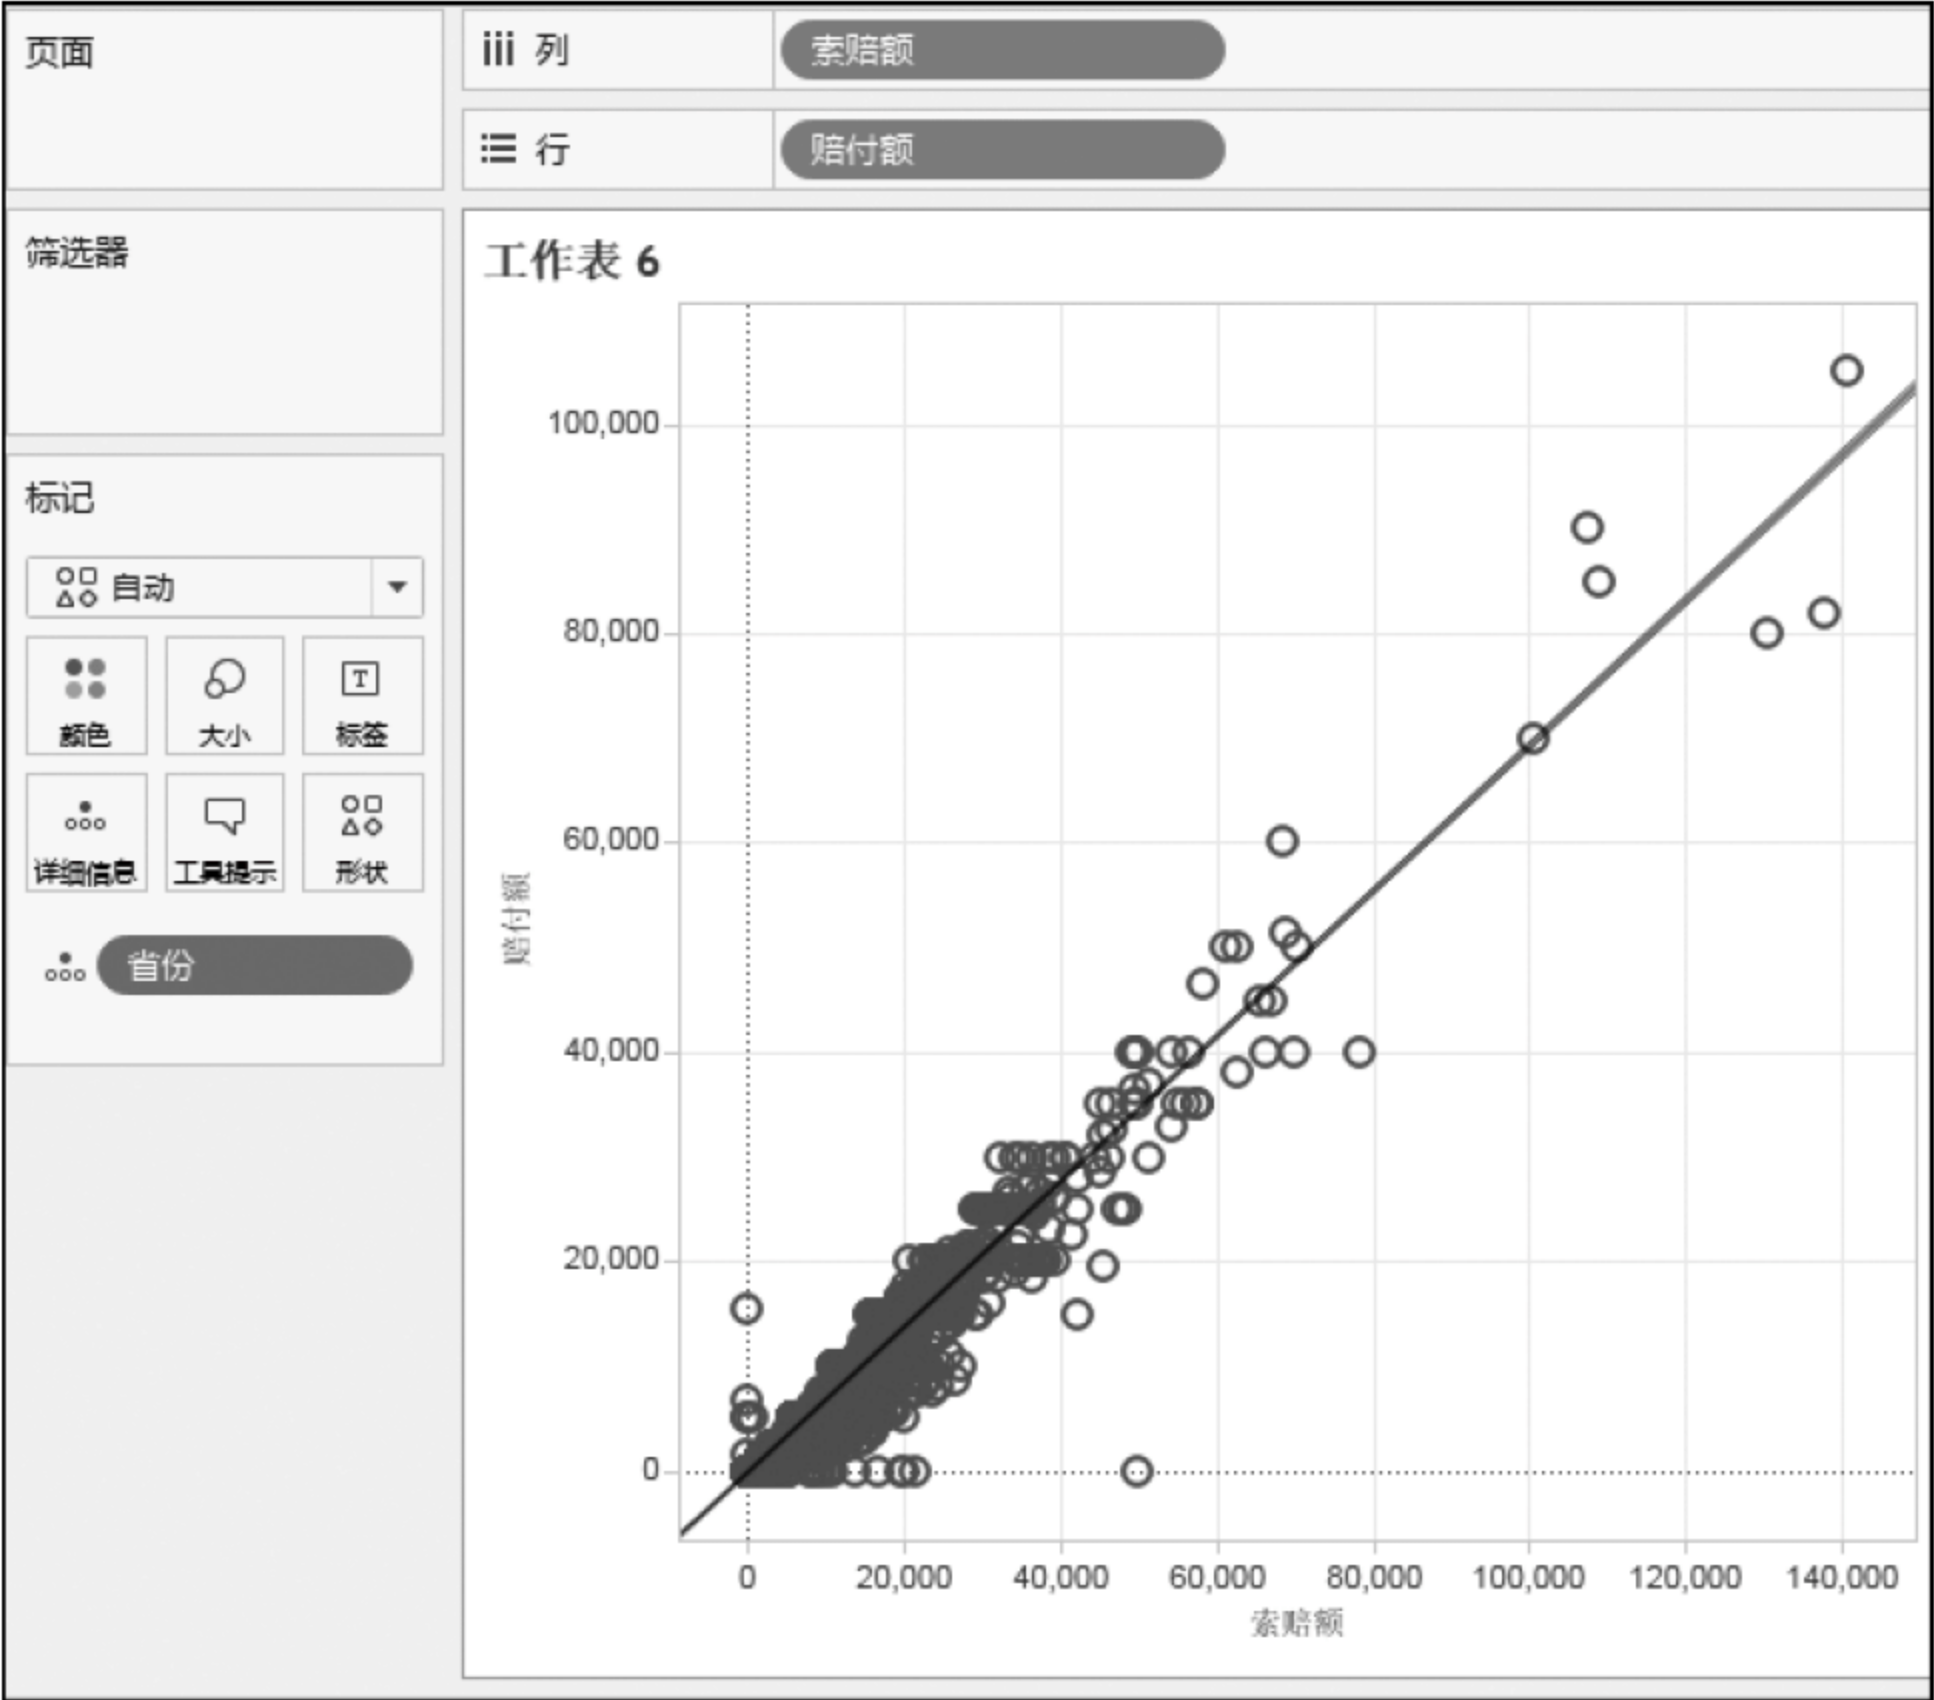 页面
iii 列
索赔额
行
赔付额
筛选器
工作表 6
标记
自动
颜色
大小
T
标签
详细信息
工具提示
形状
省份
100,000
80,000
60,000
40,000
20,000
0
赔付额
0
20,000
40,000
60,000
80,000
100,000
120,000
140,000
索赔额